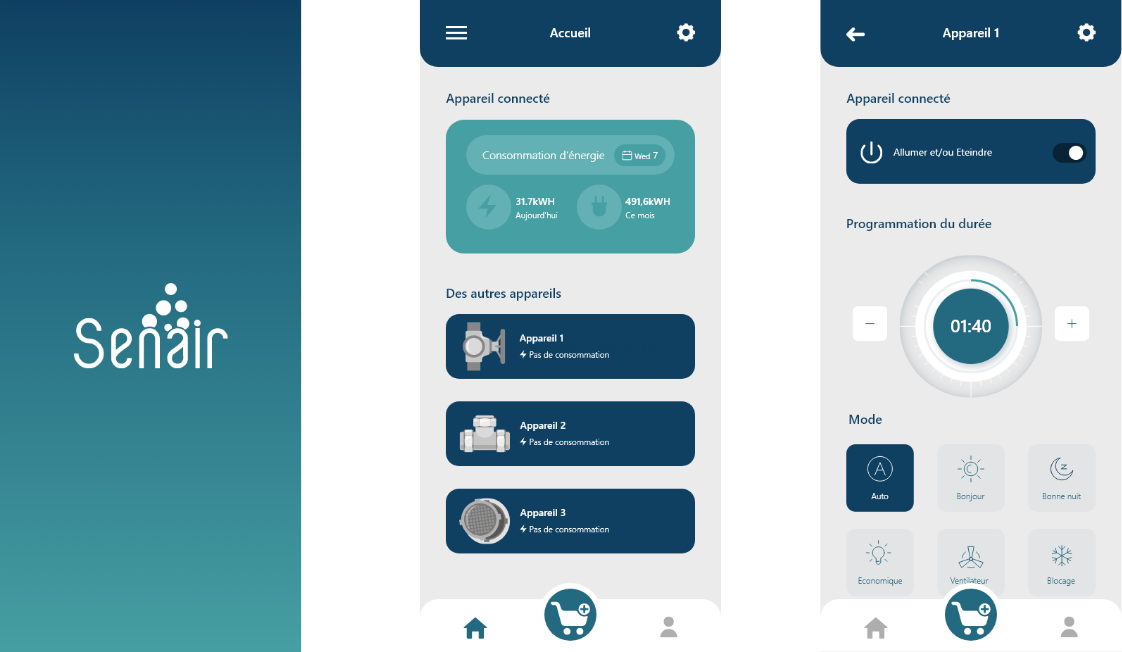 Senair
Accueil
Appareil connecté
Consommation d'énergie
Wed 7
31.7kWH
Aujourd'hui
491,6kWH
Ce mois
Des autres appareils
Appareil 1
Pas de consommation
Appareil 2
Pas de consommation
Appareil 3
Pas de consommation
Appareil 1
Appareil connecté
Allumer et/ou Eteindre
Programmation du durée
−
01:40
+
Mode
A
Auto
C
Bonjour
z
Bonne nuit
Economique
Ventilateur
Blocage